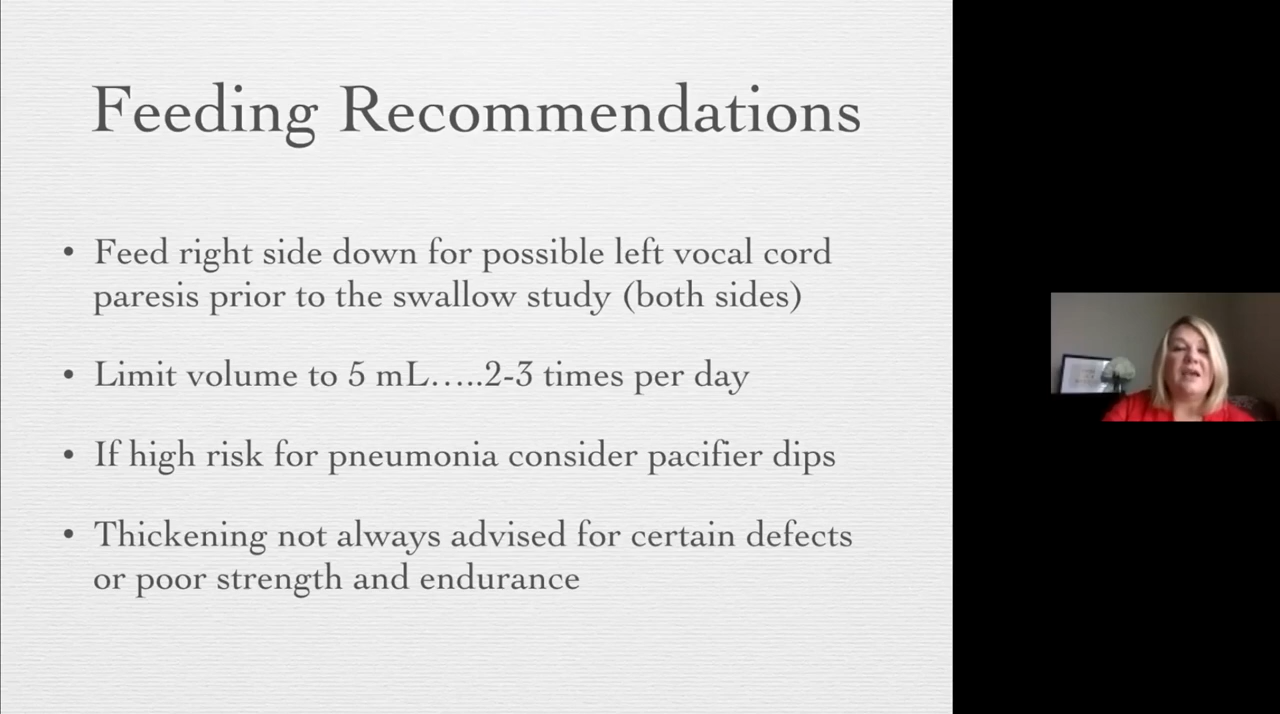 Feeding Recommendations
• Feed right side down for possible left vocal cord
paresis prior to the swallow study (both sides)
• Limit volume to 5 mL…..2-3 times per day
• If high risk for pneumonia consider pacifier dips
• Thickening not always advised for certain defects
or poor strength and endurance